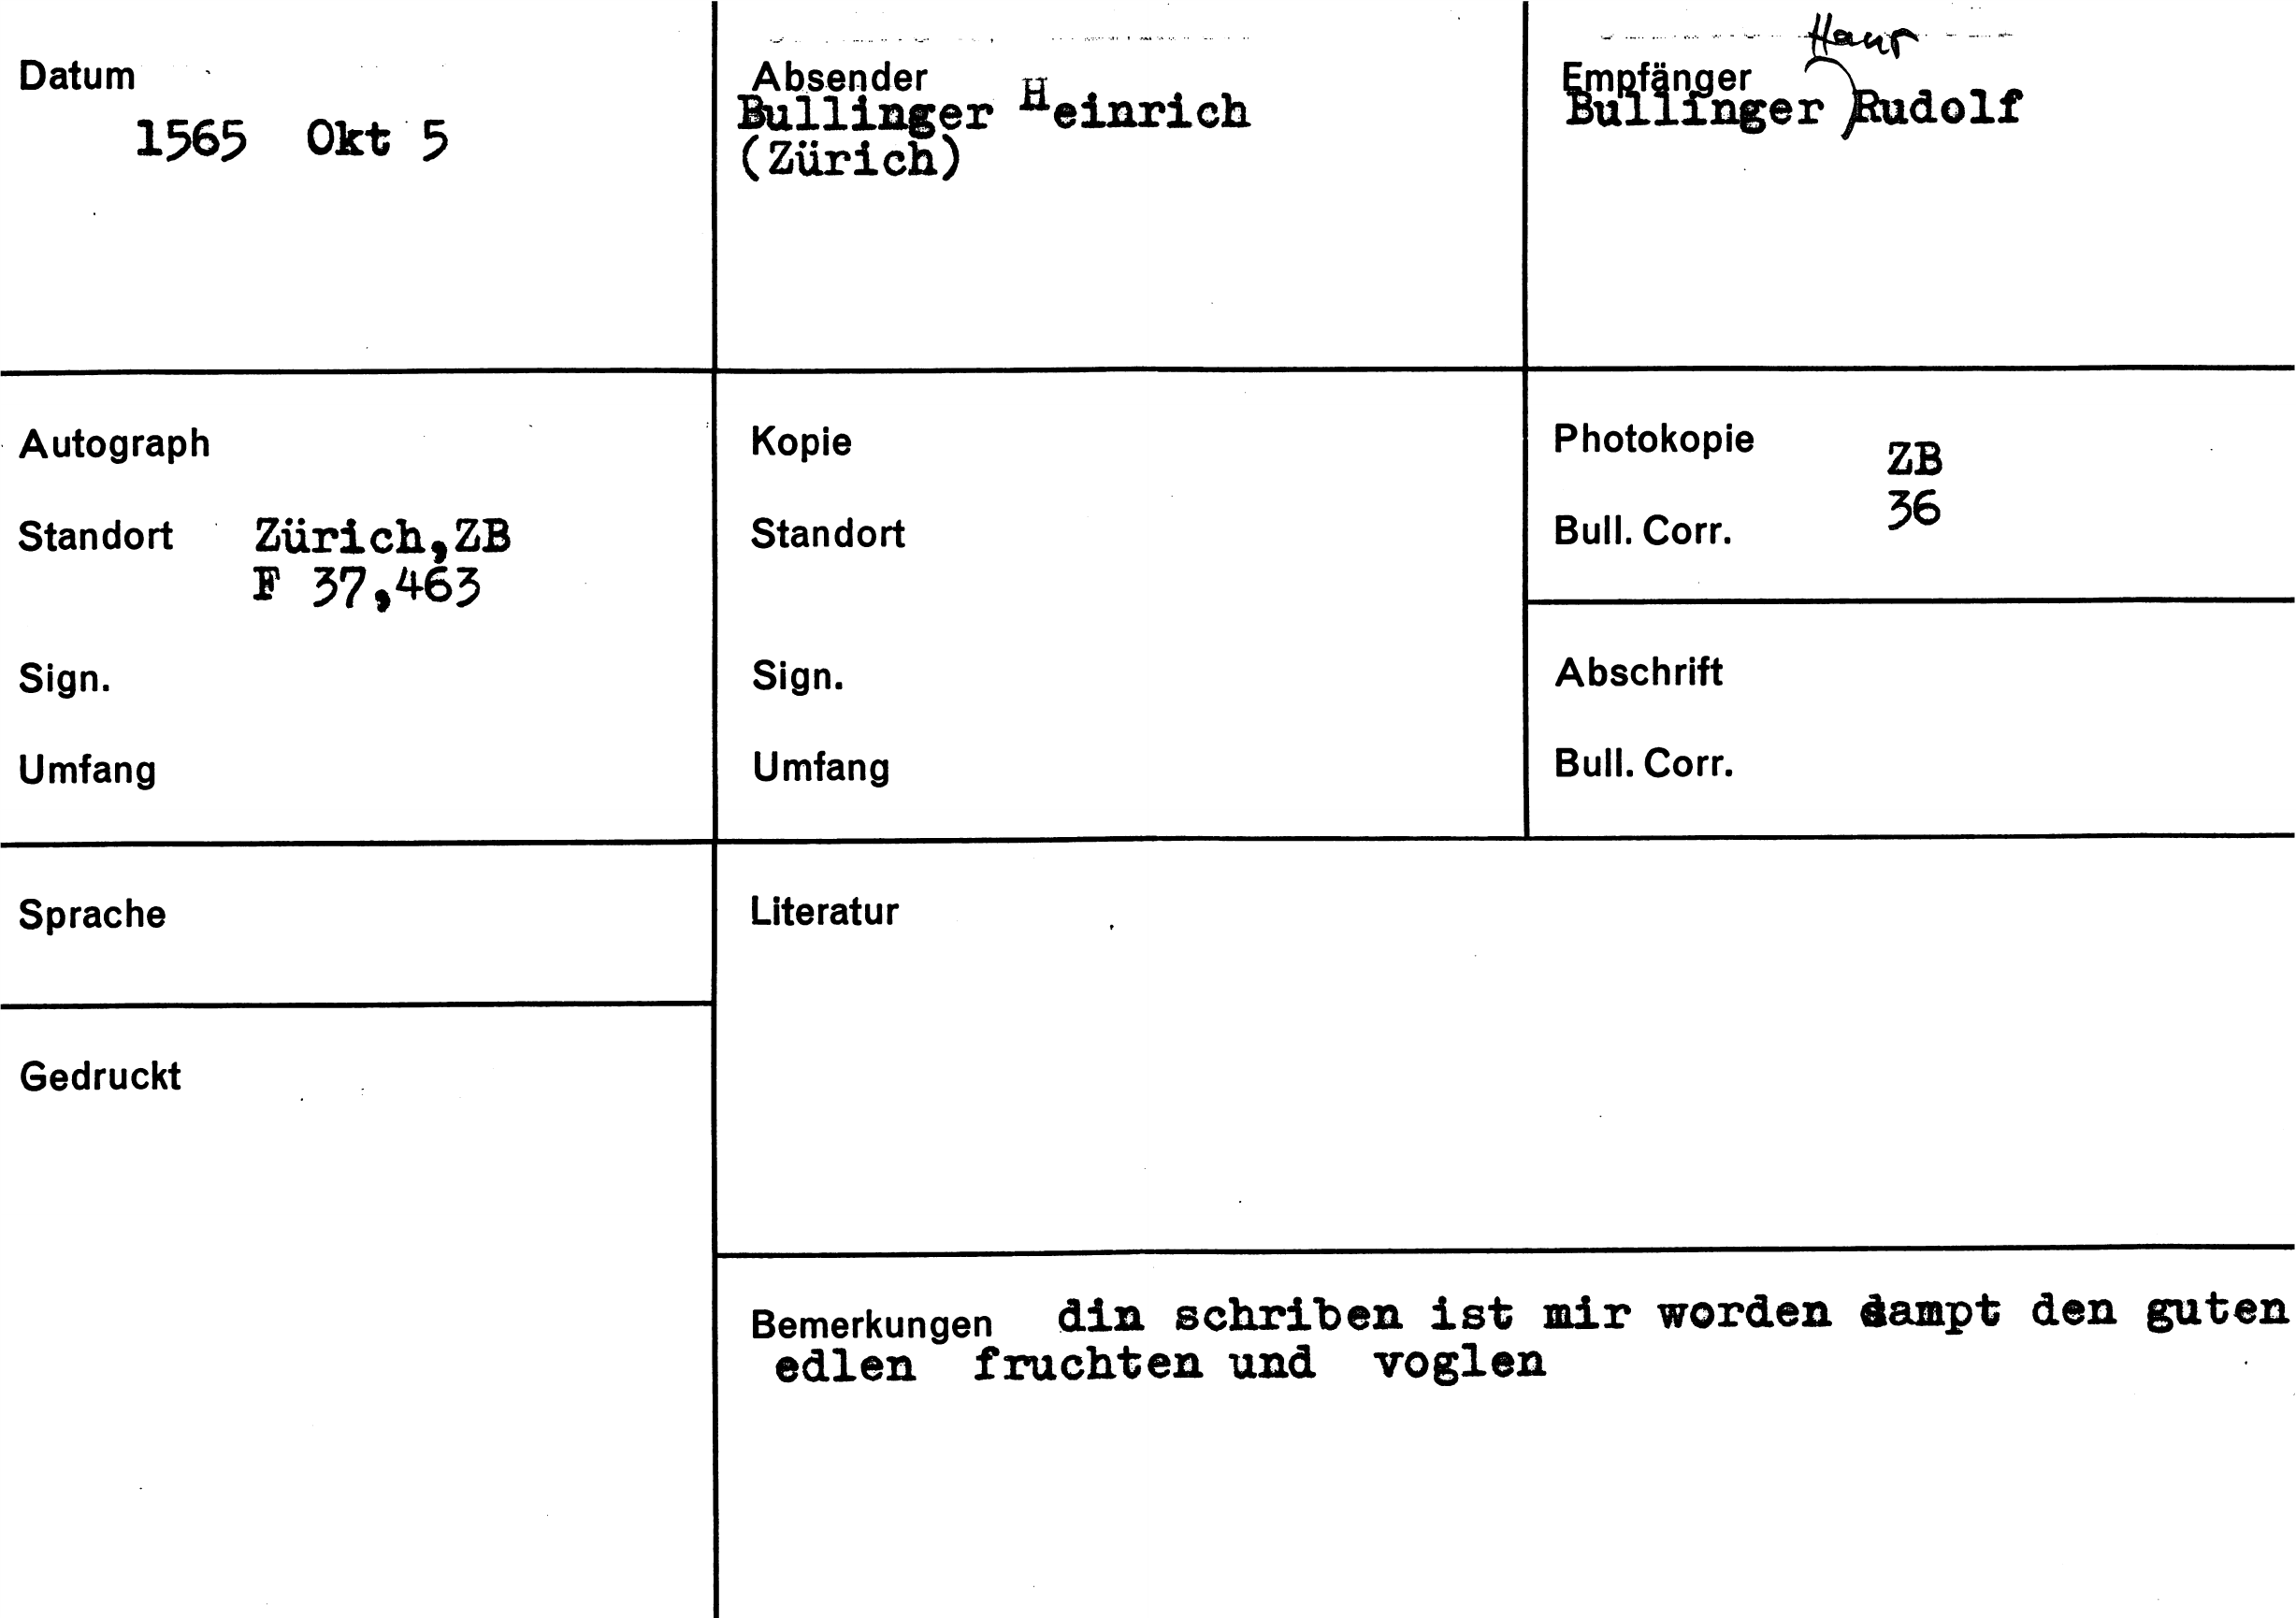 Datum
1565 Okt 5
Absender
Bullinger Heinrich
(Zürich)
Hans
Empfänger
Bullinger Rudolf
Autograph
Standort Zürich,ZB
F 37,463
Sign.
Umfang
Kopie
Standort
Sign.
Umfang
Photokopie ZB
Bull. Corr. 36
Abschrift
Bull. Corr.
Sprache
Literatur
Gedruckt
Bemerkungen din schriben ist mir worden sampt den guten
edlen fruchten und voglen